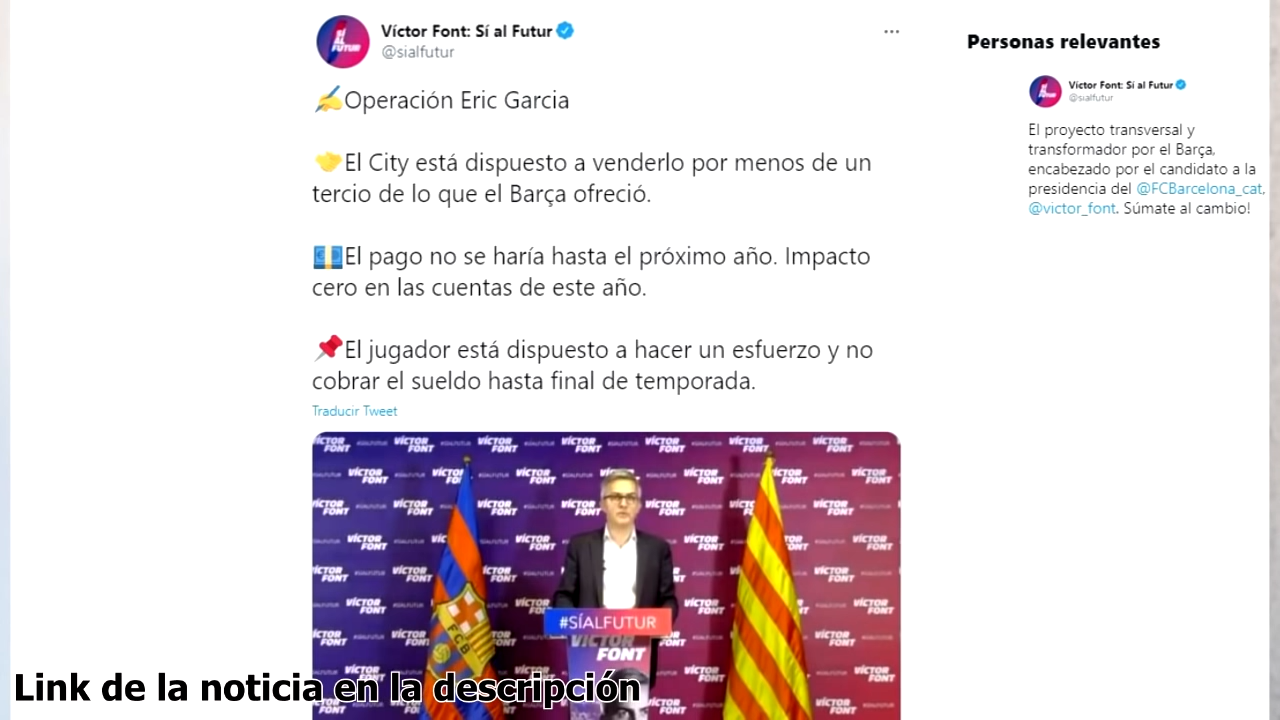 Víctor Font: Sí al Futur
@sialfutur
✍Operación Eric Garcia
🤝El City está dispuesto a venderlo por menos de un
tercio de lo que el Barça ofreció.
💶El pago no se haría hasta el próximo año. Impacto
cero en las cuentas de este año.
📌El jugador está dispuesto a hacer un esfuerzo y no
cobrar el sueldo hasta final de temporada.
Traducir Tweet
VÍCTOR FONT
#SÍALFUTUR
VÍCTOR
FONT
FCB
Personas relevantes
Víctor Font: Sí al Futur
@sialfutur
El proyecto transversal y
transformador por el Barça,
encabezado por el candidato a la
presidencia del @FCBarcelona_cat,
@victor_font. Súmate al cambio!
Link de la noticia en la descripción